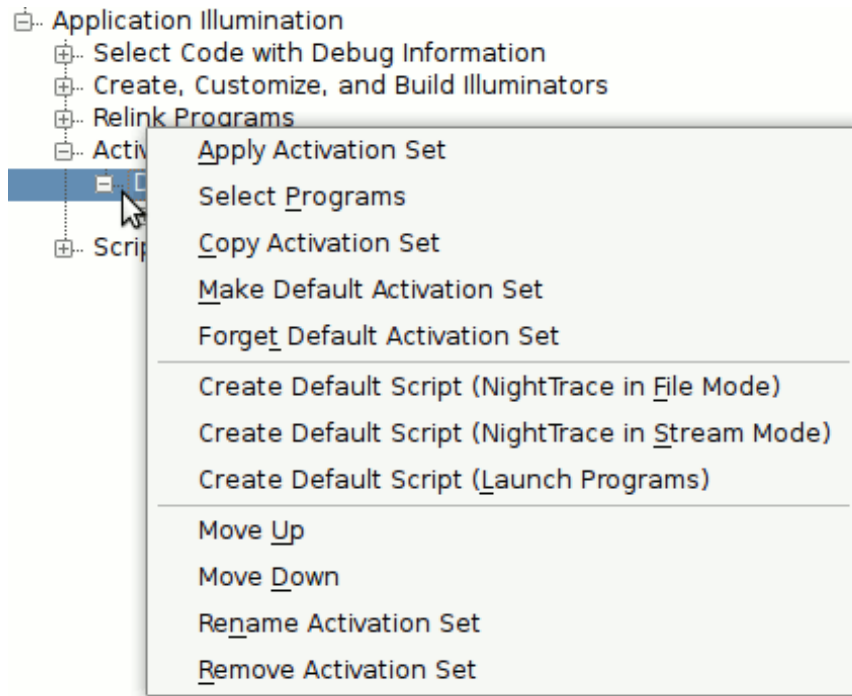 Application Illumination
Select Code with Debug Information
Create, Customize, and Build Illuminators
Relink Programs
Apply Activation Set
Select Programs
Copy Activation Set
Make Default Activation Set
Forget Default Activation Set
Create Default Script (NightTrace in File Mode)
Create Default Script (NightTrace in Stream Mode)
Create Default Script (Launch Programs)
Move Up
Move Down
Rename Activation Set
Remove Activation Set